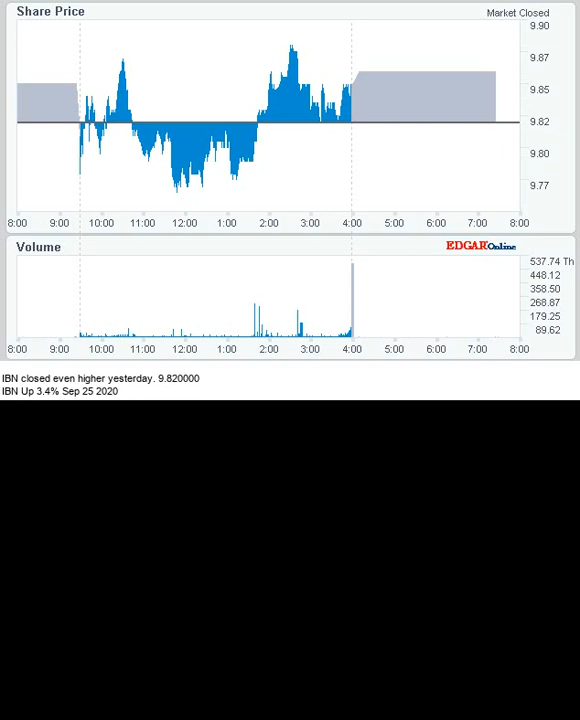 Share Price
Market Closed
9.90
9.87
9.85
9.82
9.80
9.77
8:00 9:00 10:00 11:00 12:00 1:00 2:00 3:00 4:00 5:00 6:00 7:00 8:00
Volume
EDGAR Online
537.74 Th
448.12
358.50
268.87
179.25
89.62
8:00 9:00 10:00 11:00 12:00 1:00 2:00 3:00 4:00 5:00 6:00 7:00 8:00
IBN closed even higher yesterday. 9.820000
IBN Up 3.4% Sep 25 2020